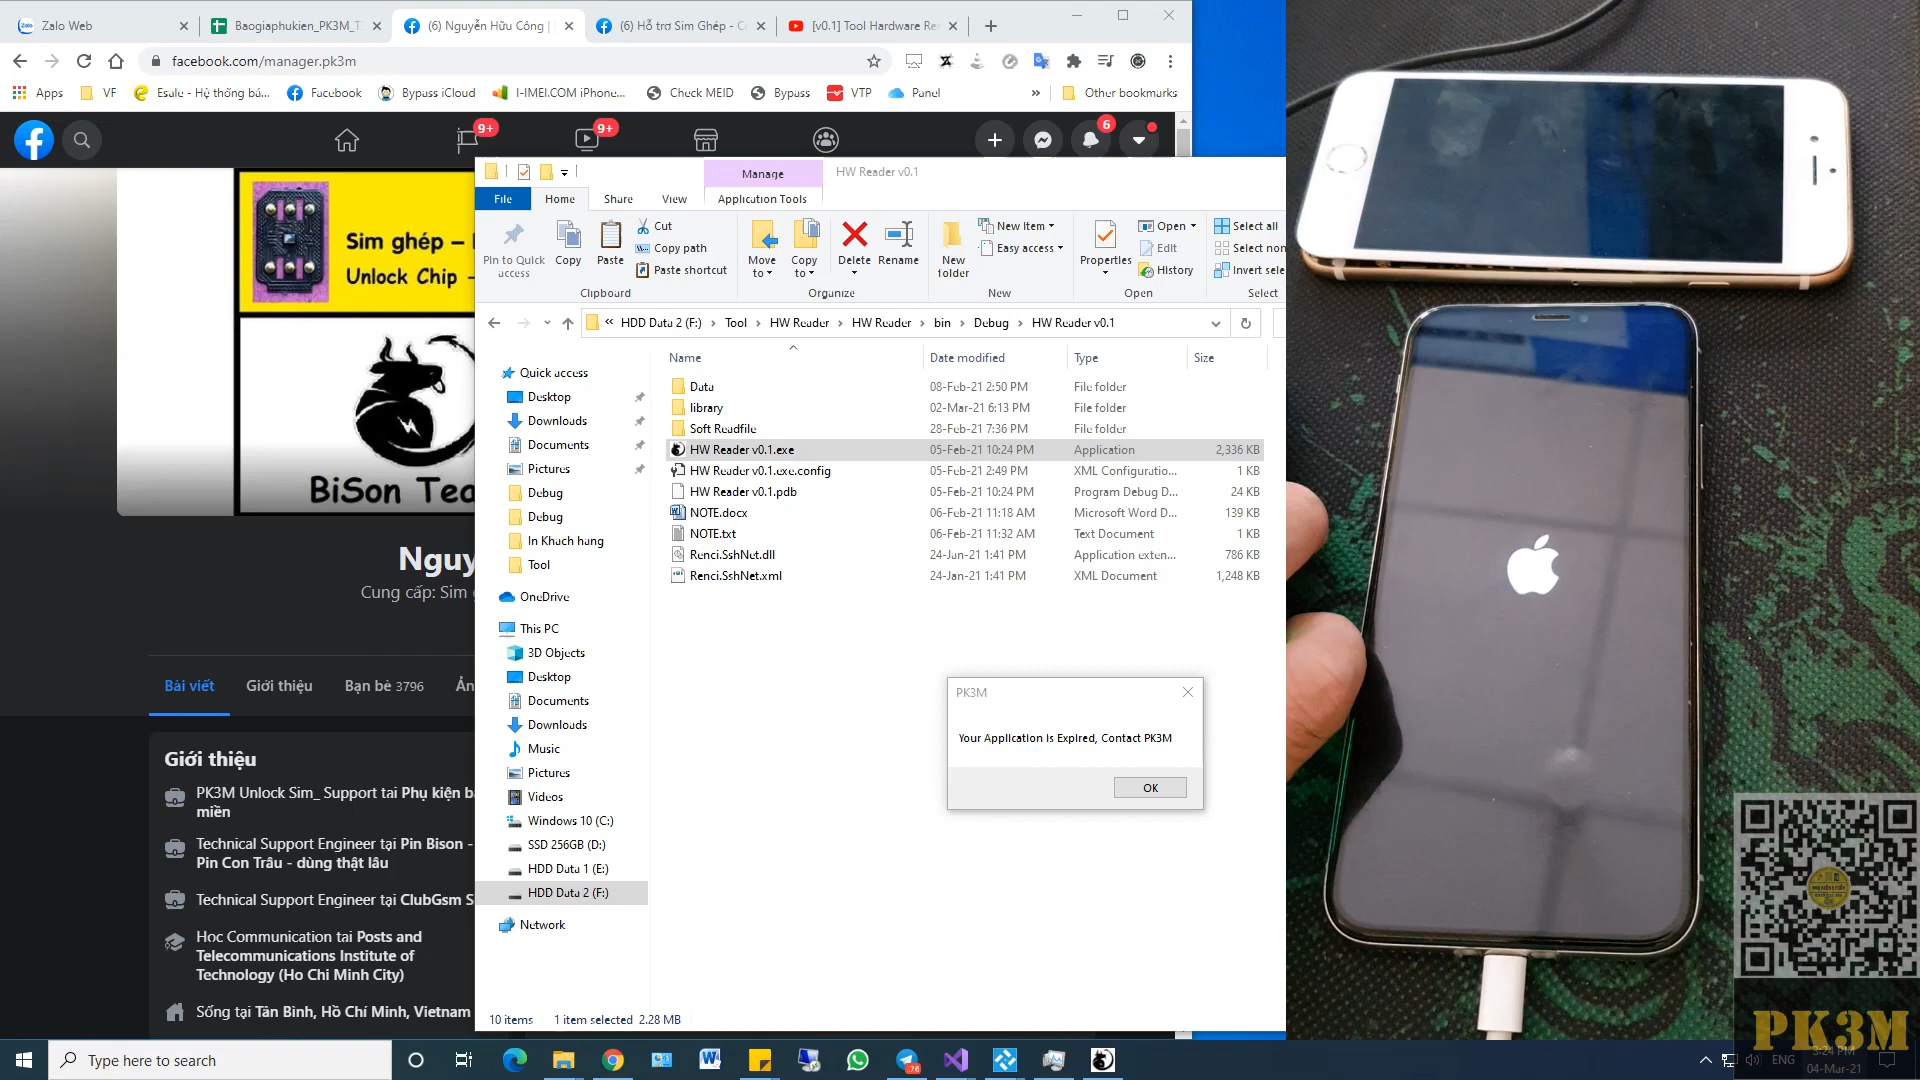 Zalo Web
Baogiaphukien_PK3M_T
(6) Nguyễn Hữu Công |
(6) Hỗ trợ Sim Ghép - C
[v0.1] Tool Hardware Re
facebook.com/manager.pk3m
Apps
VF
Esale - Hệ thống bá...
Facebook
Bypass iCloud
I-IMEI.COM iPhone...
Check MEID
Bypass
VTP
Panel
»
Other bookmarks
9+
9+
6
Sim ghép –
Unlock Chip -
BiSon Tea
Nguy
Cung cấp: Sim
Bài viết
Giới thiệu
Bạn bè 3796
Ản
Giới thiệu
PK3M Unlock Sim_ Support tại Phụ kiện b
miền
Technical Support Engineer tại Pin Bison -
Pin Con Trâu - dùng thật lâu
Technical Support Engineer tại ClubGsm S
Học Communication tại Posts and
Telecommunications Institute of
Technology (Ho Chi Minh City)
Sống tại Tân Bình, Hồ Chí Minh, Vietnam
Manage
HW Reader v0.1
File
Home
Share
View
Application Tools
Pin to Quick
access
Copy
Paste
Cut
Copy path
Paste shortcut
Clipboard
Move
to
Copy
to
Delete
Rename
Organize
New
folder
New item
Easy access
New
Properties
Open
Edit
History
Open
Select all
Select non
Invert sele
Select
« HDD Data 2 (F:) › Tool › HW Reader › HW Reader › bin › Debug › HW Reader v0.1
Name Date modified Type Size
Data 08-Feb-21 2:50 PM File folder
library 02-Mar-21 6:13 PM File folder
Soft Readfile 28-Feb-21 7:36 PM File folder
HW Reader v0.1.exe 05-Feb-21 10:24 PM Application 2,336 KB
HW Reader v0.1.exe.config 05-Feb-21 2:49 PM XML Configuratio... 1 KB
HW Reader v0.1.pdb 05-Feb-21 10:24 PM Program Debug D... 24 KB
NOTE.docx 06-Feb-21 11:18 AM Microsoft Word D... 139 KB
NOTE.txt 06-Feb-21 11:32 AM Text Document 1 KB
Renci.SshNet.dll 24-Jan-21 1:41 PM Application exten... 786 KB
Renci.SshNet.xml 24-Jan-21 1:41 PM XML Document 1,248 KB
Quick access
Desktop
Downloads
Documents
Pictures
Debug
Debug
In Khach hang
Tool
OneDrive
This PC
3D Objects
Desktop
Documents
Downloads
Music
Pictures
Videos
Windows 10 (C:)
SSD 256GB (D:)
HDD Data 1 (E:)
HDD Data 2 (F:)
Network
PK3M
Your Application is Expired, Contact PK3M
OK
10 items 1 item selected 2.28 MB
Type here to search
76
ENG
3:24 PM
04-Mar-21
PK3M